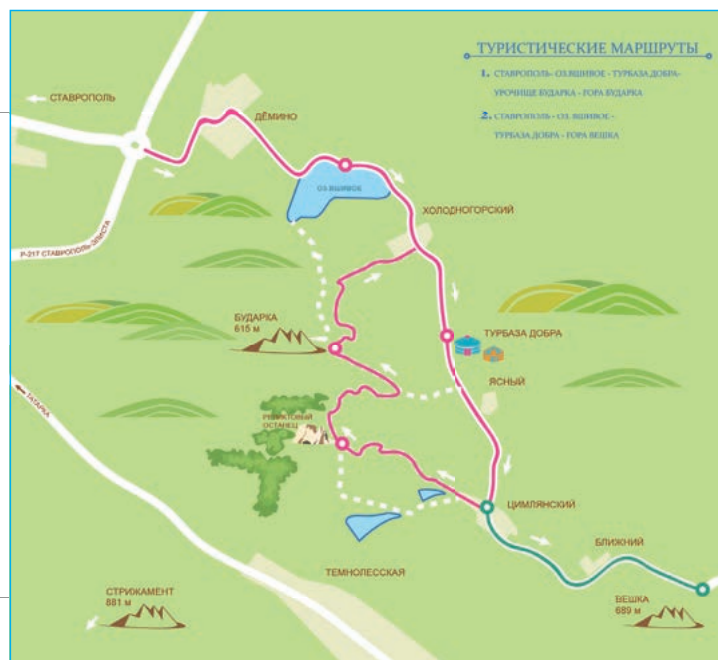 ТУРИСТИЧЕСКИЕ МАРШРУТЫ
1. СТАВРОПОЛЬ- ОЗ.ВШИВОЕ - ТУРБАЗА ДОБРА-
УРОЧИЩЕ БУДАРКА - ГОРА БУДАРКА
2. СТАВРОПОЛЬ - ОЗ. ВШИВОЕ -
ТУРБАЗА ДОБРА - ГОРА ВЕШКА
СТАВРОПОЛЬ
ДЁМИНО
ОЗ.ВШИВОЕ
ХОЛОДНОГОРСКИЙ
Р-217 СТАВРОПОЛЬ-ЭЛИСТА
БУДАРКА
615 м
ТУРБАЗА ДОБРА
ЯСНЫЙ
ТАТАРКА
РЕЛИКТОВЫЙ
ОСТАНЕЦ
ЦИМЛЯНСКИЙ
БЛИЖНИЙ
ТЕМНОЛЕССКАЯ
СТРИЖАМЕНТ
881 м
ВЕШКА
689 м